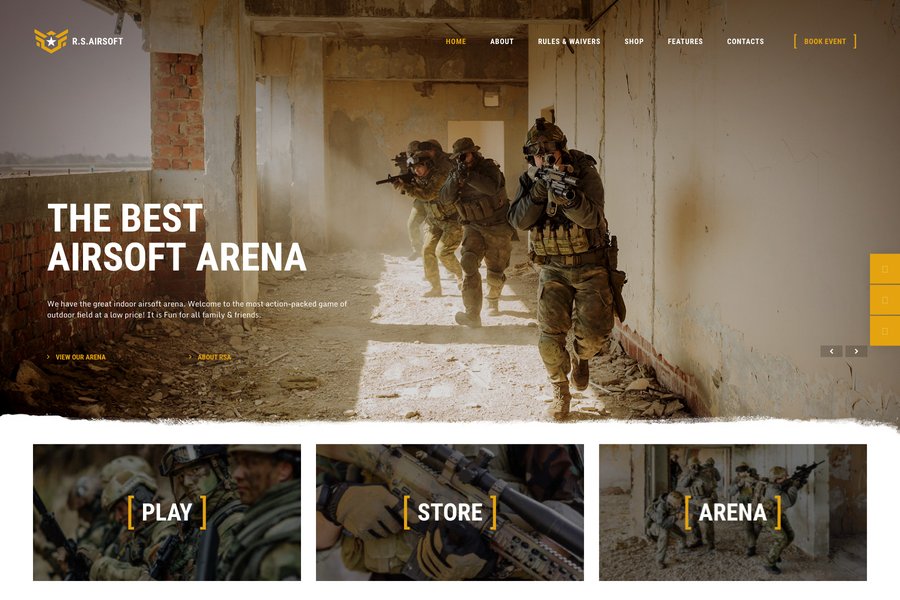 R.S.AIRSOFT
HOME ABOUT RULES & WAIVERS SHOP FEATURES CONTACTS [ BOOK EVENT ]
THE BEST
AIRSOFT ARENA
We have the great indoor airsoft arena. Welcome to the most action-packed game of
outdoor field at a low price! It is Fun for all family & friends.
› VIEW OUR ARENA › ABOUT RSA
[ PLAY ] [ STORE ] [ ARENA ]